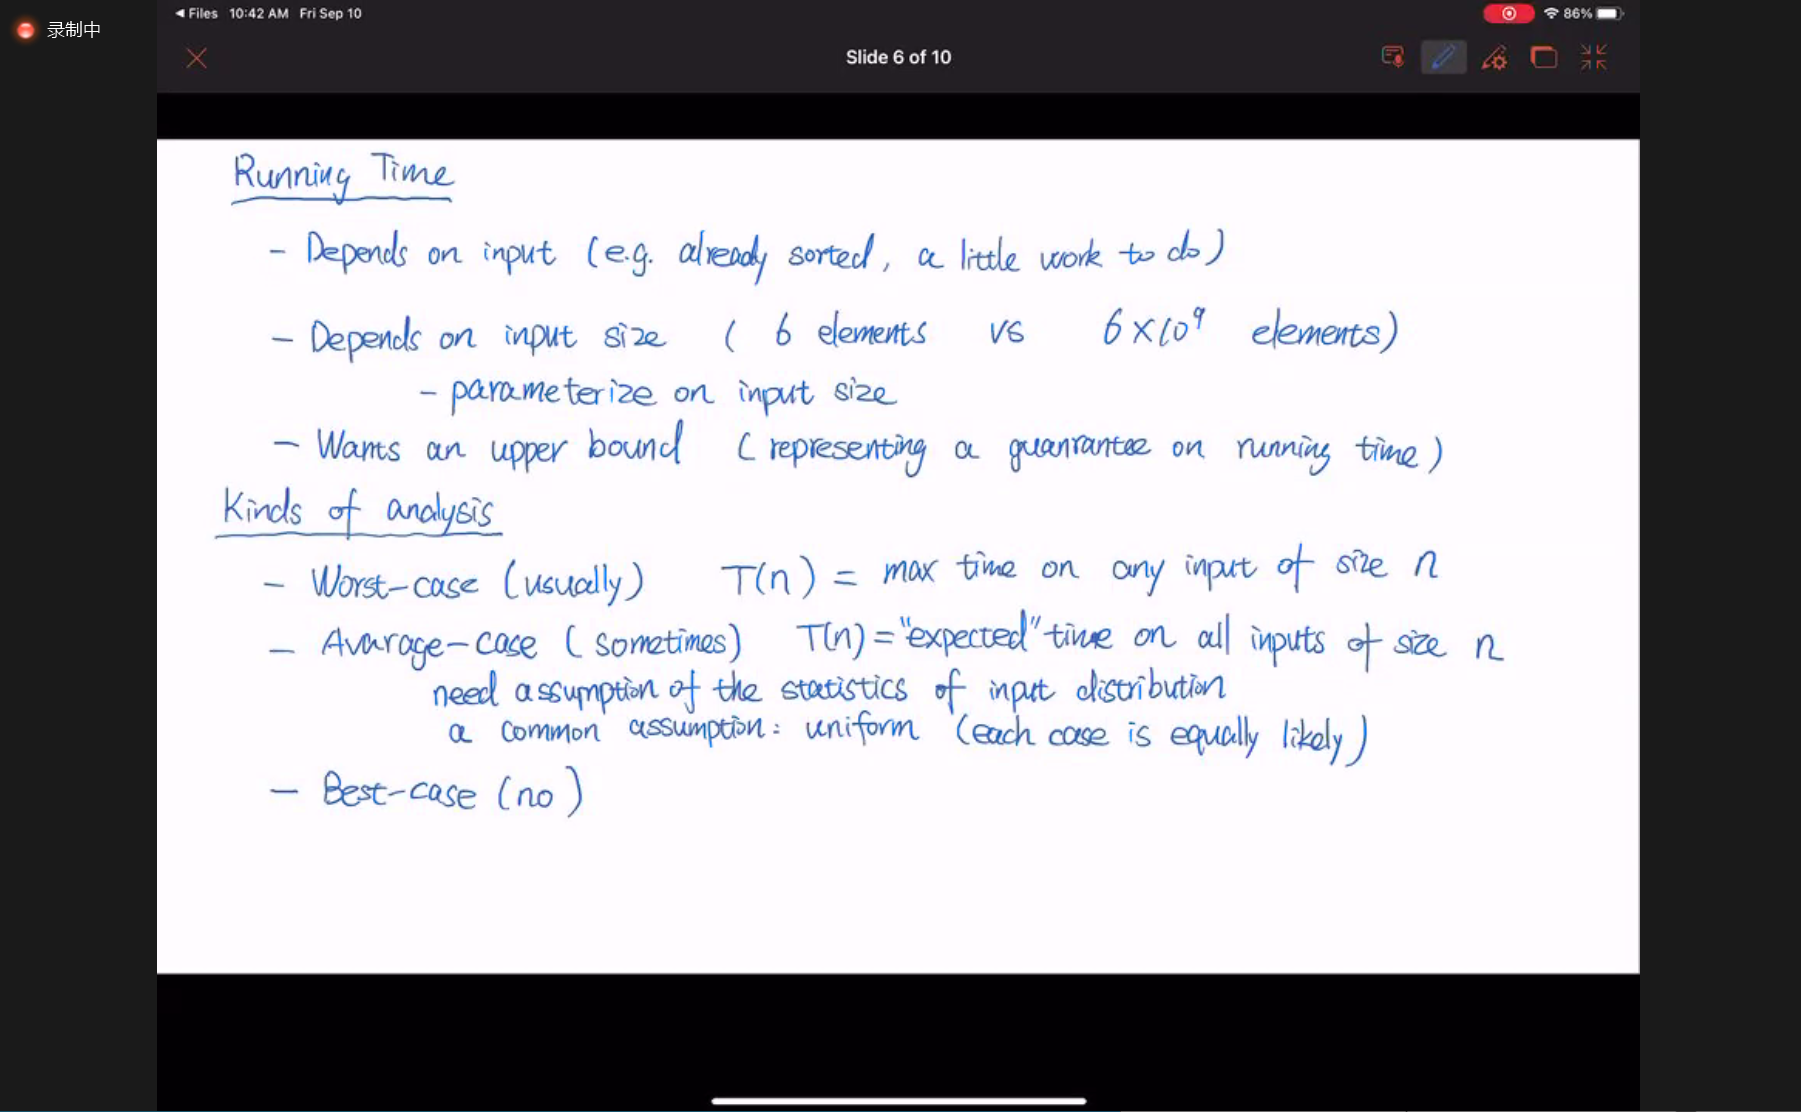 录制中
Files 10:42 AM Fri Sep 10
86%
Slide 6 of 10
Running Time
- Depends on input (e.g. already sorted, a little work to do)
- Depends on input size ( 6 elements vs 6×10⁹ elements)
- parameterize on input size
- Wants an upper bound (representing a guanrantee on running time)
Kinds of analysis
- Worst-case (usually) T(n) = max time on any input of size n
- Avarage-case (sometimes) T(n) = "expected" time on all inputs of size n
need assumption of the statistics of input distribution
a common assumption: uniform (each case is equally likely)
- Best-case (no)